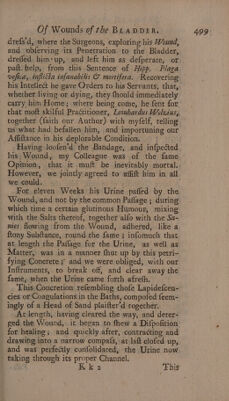 Of Wounds of the BLADDER. 499
dress'd, where the Surgeons, exploring his Wound,
and observing its Penetration to the Bladder,
dressed him up, and left him as desperate, or
past help, from this Sentence of Hipp. Plaga
vesicæ, inflicta insanabilis & mortifera. Recovering
his Intellect he gave Orders to his Servants, that,
whether living or dying, they should immediately
carry him Home; where being come, he sent for
that most skilful Practitioner, Lambardus Woltzius,
together (saith our Author) with myself, telling
us what had befallen him, and importuning our
Assistance in his deplorable Condition.
Having loosen'd the Bandage, and inspected
his Wound, my Colleague was of the same
Opinion, that it must be inevitably mortal.
However, we jointly agreed to assist him in all
we could.
For eleven Weeks his Urine passed by the
Wound, and not by the common Passage; during
which time a certain glutinous Humour, mixing
with the Salts thereof, together also with the Sa-
nies flowing from the Wound, adhered, like a
stony Substance, round the same; insomuch that
at length the Passage for the Urine, as well as
Matter, was in a manner shut up by this petri-
fying Concrete; and we were obliged, with our
Instruments, to break off, and clear away the
same, when the Urine came forth afresh.
This Concretion resembling those Lapidescen-
cies or Coagulations in the Baths, composed seem-
ingly of a Head of Sand plaister'd together.
At length, having cleared the way, and deter-
ged the Wound, it began to shew a Disposition
for healing; and quickly after, contracting and
drawing into a narrow compass, at last closed up,
and was perfectly consolidated, the Urine now
taking through its proper Channel.
K k 2 This